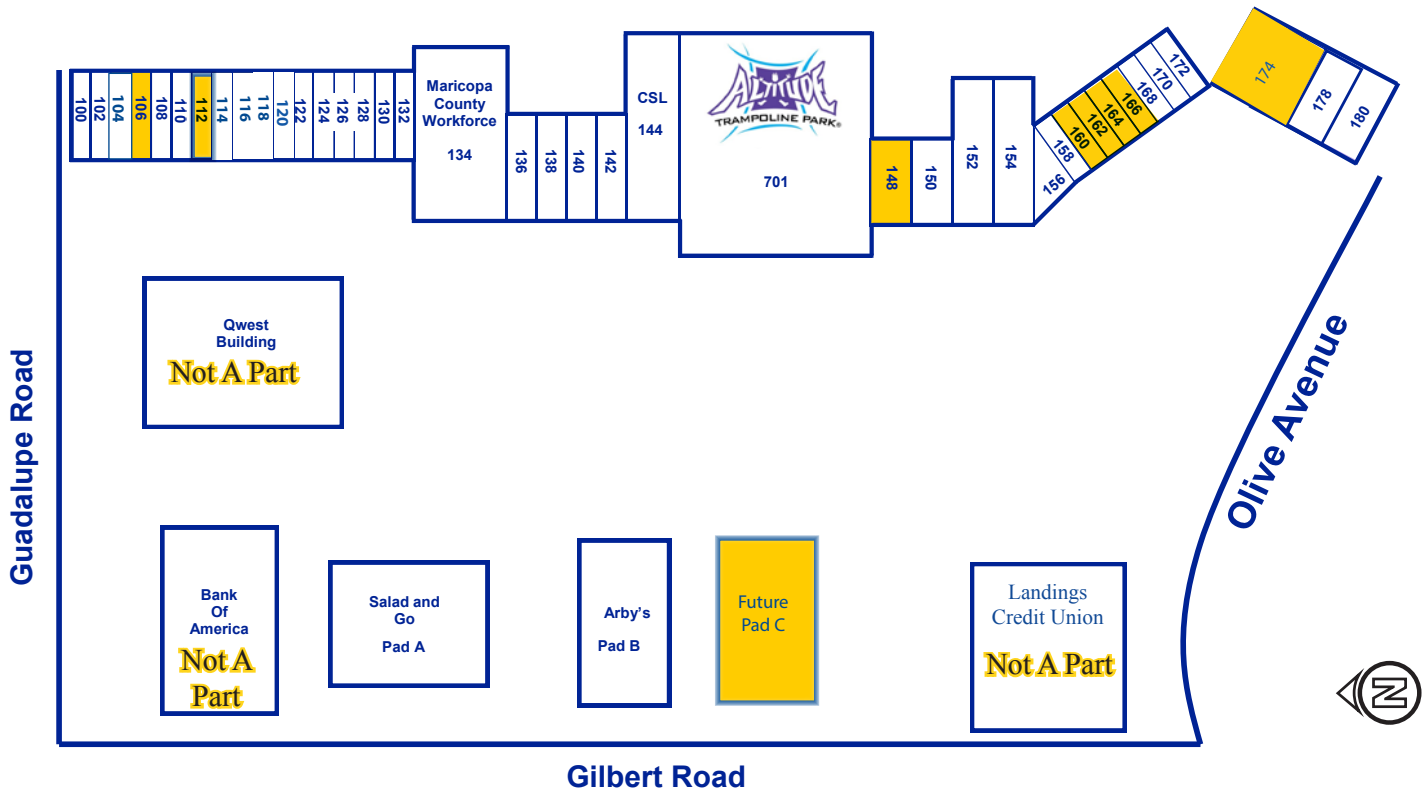 100
102
104
106
108
110
112
114
116
118
120
122
124
126
128
130
132
Maricopa
County
Workforce
134
136
138
140
142
CSL
144
ALTITUDE
TRAMPOLINE PARK®
701
148
150
152
154
156
158
160
162
164
166
168
170
172
174
178
180
Qwest
Building
Not A Part
Guadalupe Road
Olive Avenue
Bank
Of
America
Not A
Part
Salad and
Go
Pad A
Arby's
Pad B
Future
Pad C
Landings
Credit Union
Not A Part
N
Gilbert Road